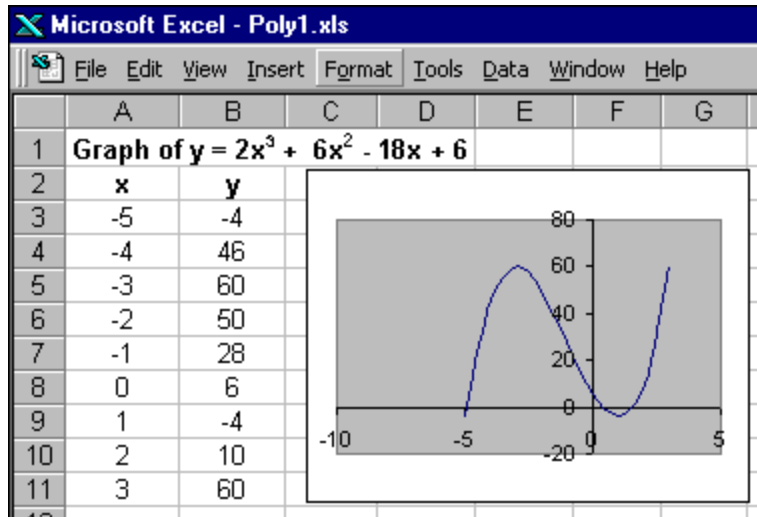 Microsoft Excel - Poly1.xls
File Edit View Insert Format Tools Data Window Help
A B C D E F G
1 Graph of y = 2x³ + 6x² - 18x + 6
2 x y
3 -5 -4
4 -4 46
5 -3 60
6 -2 50
7 -1 28
8 0 6
9 1 -4
10 2 10
11 3 60
80
60
40
20
0
-20
-10 -5 0 5